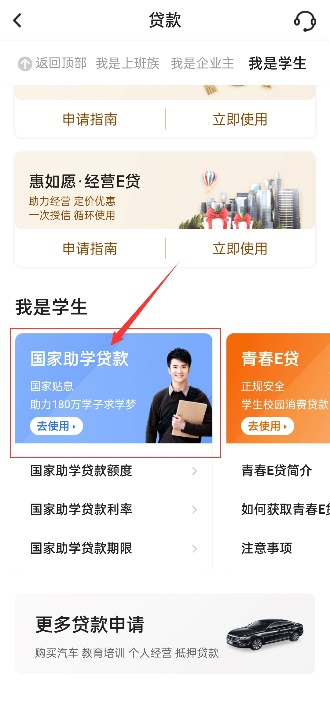 贷款
返回顶部 我是上班族 我是企业主 我是学生
申请指南 立即使用
惠如愿·经营E贷
助力经营 定价优惠
一次授信 循环使用
申请指南 立即使用
我是学生
国家助学贷款
国家贴息
助力180万学子求学梦
去使用
国家助学贷款额度
国家助学贷款利率
国家助学贷款期限
青春E贷
正规安全
学生校园消费贷款
去使用
青春E贷简介
如何获取青春E贷
注意事项
更多贷款申请
购买汽车 教育培训 个人经营 抵押贷款